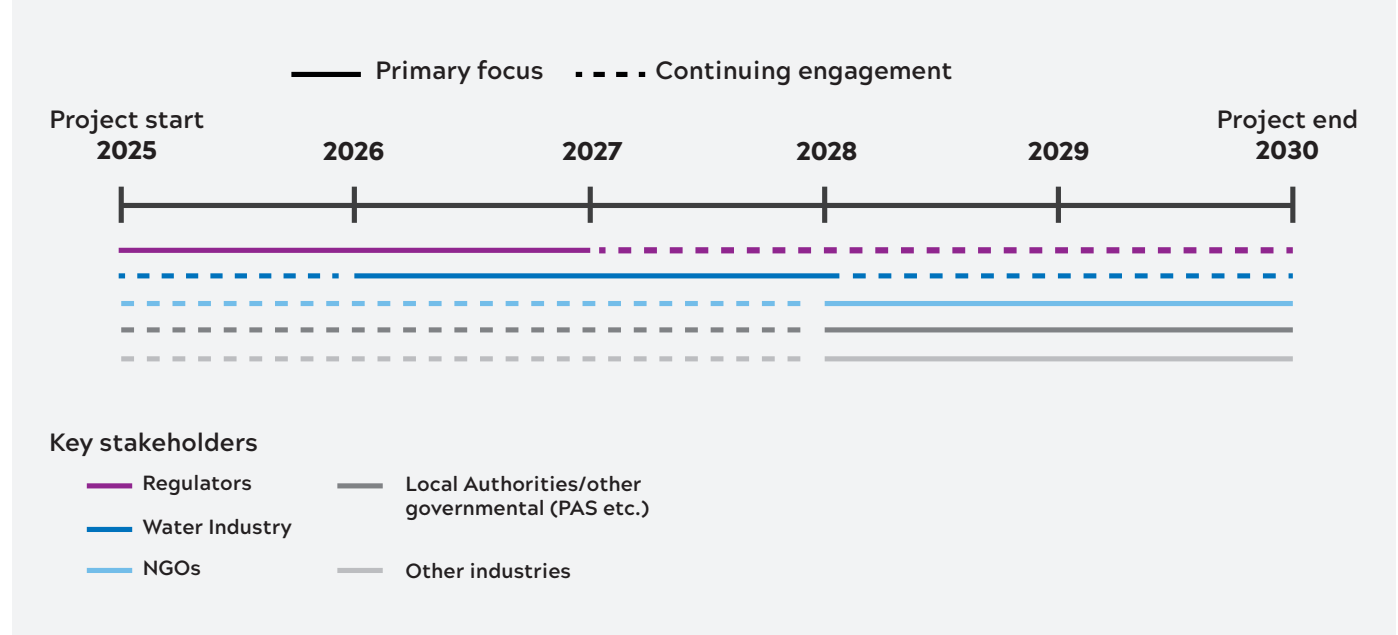 Primary focus
Continuing engagement
Project start
Project end
2025
2026
2027
2028
2029
2030
Key stakeholders
Regulators
Water Industry
NGOs
Local Authorities/other
governmental (PAS etc.)
Other industries